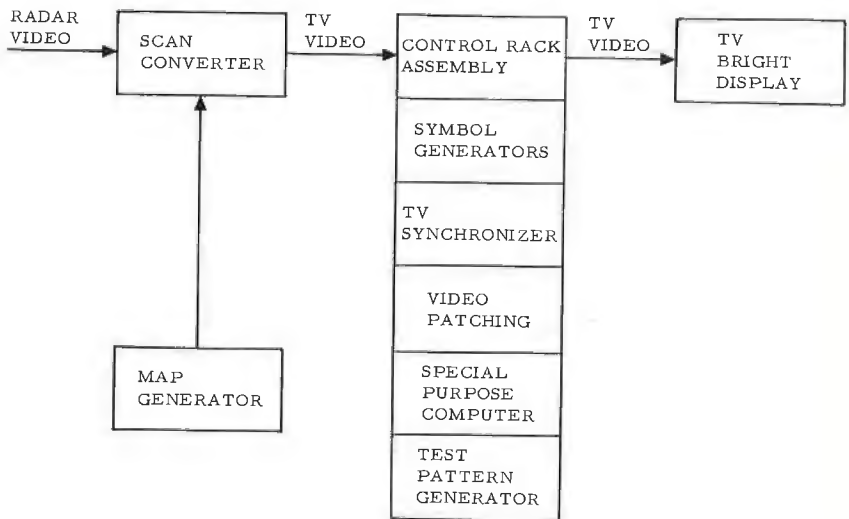 RADAR
VIDEO
SCAN
CONVERTER
TV
VIDEO
CONTROL RACK
ASSEMBLY
TV
VIDEO
TV
BRIGHT
DISPLAY
SYMBOL
GENERATORS
TV
SYNCHRONIZER
VIDEO
PATCHING
MAP
GENERATOR
SPECIAL
PURPOSE
COMPUTER
TEST
PATTERN
GENERATOR